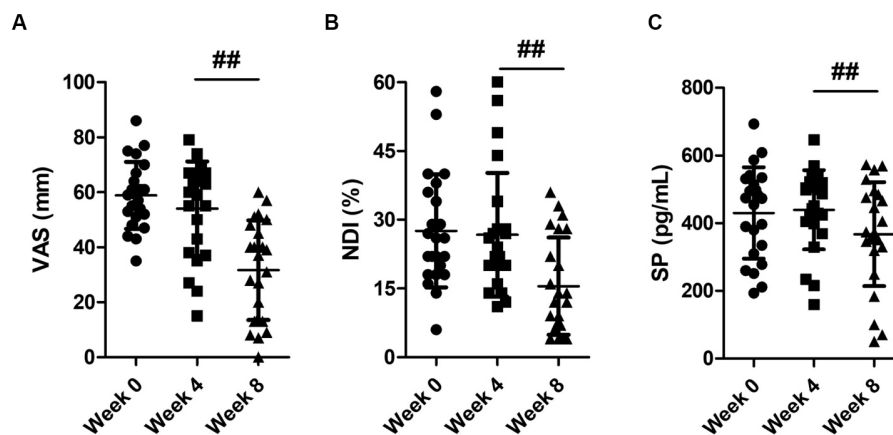 A
##
VAS (mm)
100
80
60
40
20
0
Week 0
Week 4
Week 8
B
##
NDI (%)
60
45
30
15
0
Week 0
Week 4
Week 8
C
##
SP (pg/mL)
800
600
400
200
0
Week 0
Week 4
Week 8